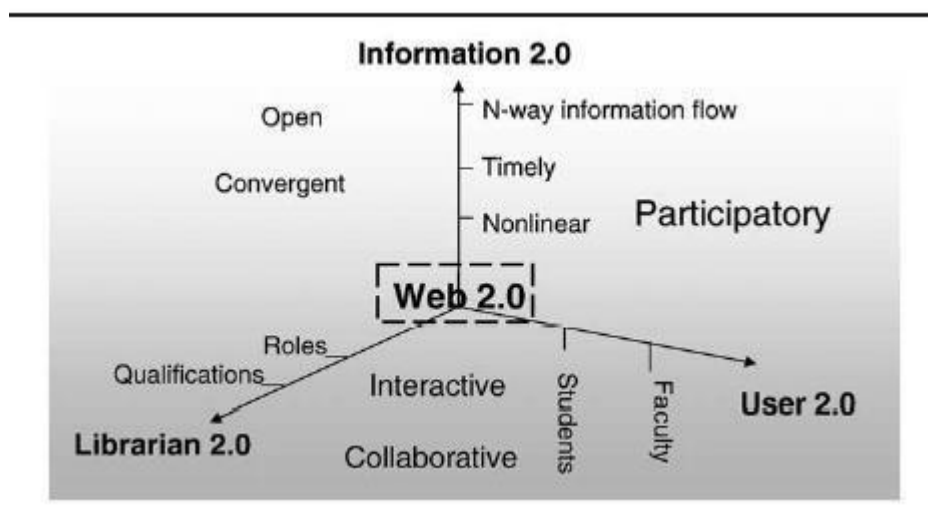 Information 2.0
Open
N-way information flow
Convergent
Timely
Nonlinear
Participatory
Web 2.0
Roles
Qualifications
Interactive
Students
Faculty
User 2.0
Librarian 2.0
Collaborative